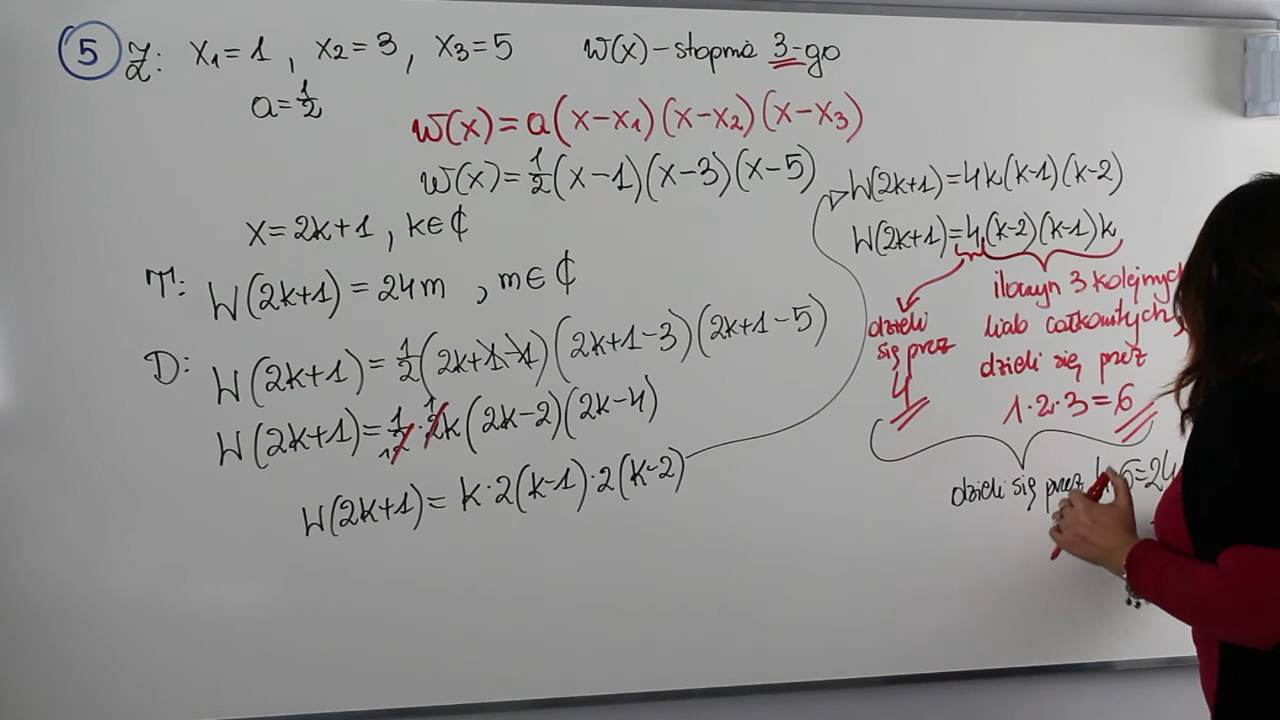 5 Z: x₁=1, x₂=3, x₃=5 W(x)-stopnia 3-go
a=1/2
W(x)=a(x-x₁)(x-x₂)(x-x₃)
W(x)=1/2(x-1)(x-3)(x-5)
x=2k+1, k∈ℂ
T: W(2k+1)=24m, m∈ℂ
D: W(2k+1)=1/2(2k+1-1)(2k+1-3)(2k+1-5)
W(2k+1)=1/2·2k(2k-2)(2k-4)
W(2k+1)=k·2(k-1)·2(k-2)
W(2k+1)=4k(k-1)(k-2)
W(2k+1)=4(k-2)(k-1)k
dzieli
się przez
4
iloczyn 3 kolejnych
liczb całkowitych,
dzieli się przez
1·2·3=6
dzieli się przez 4·6=24